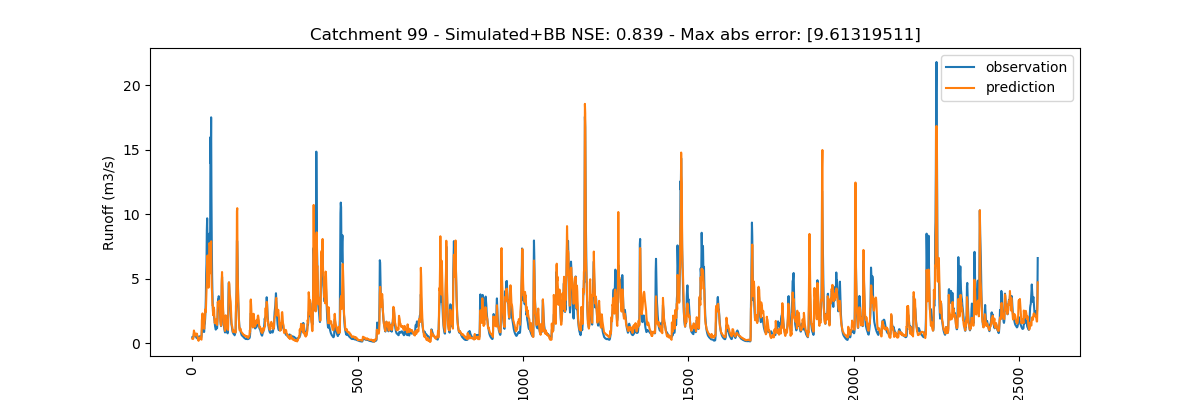 Catchment 99 - Simulated+BB NSE: 0.839 - Max abs error: [9.61319511]
observation
prediction
Runoff (m3/s)
20
15
10
5
0
0
500
1000
1500
2000
2500